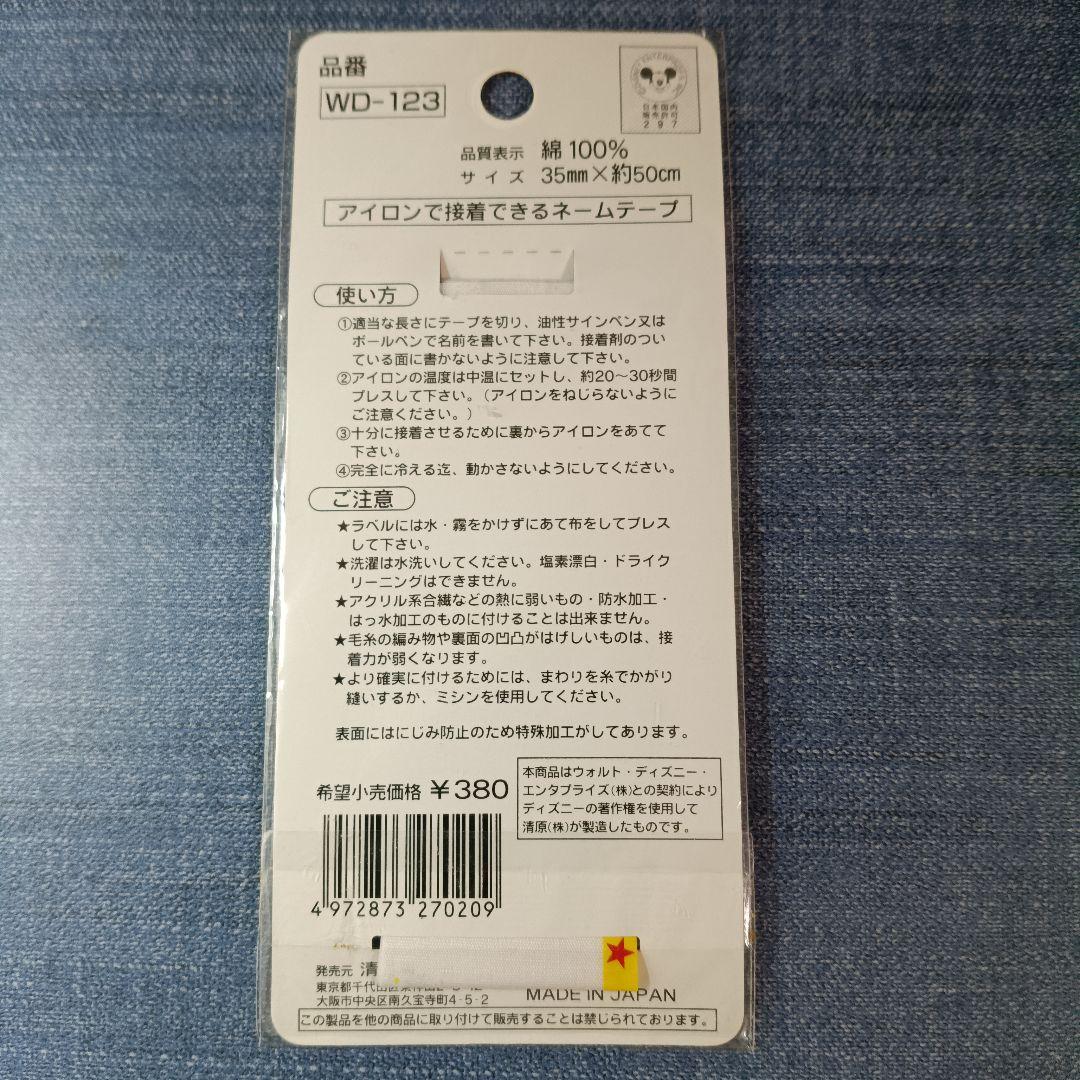 品番
WD-123
日本国内
販売許可
297
品質表示 綿100%
サイズ 35mm×約50cm
アイロンで接着できるネームテープ
使い方
①適当な長さにテープを切り、油性サインペン又は
ボールペンで名前を書いて下さい。接着剤のつい
ている面に書かないように注意して下さい。
②アイロンの温度は中温にセットし、約20~30秒間
プレスして下さい。(アイロンをねじらないように
ご注意ください。)
③十分に接着させるために裏からアイロンをあてて
下さい。
④完全に冷える迄、動かさないようにしてください。
ご注意
★ラベルには水・霧をかけずにあて布をしてプレス
して下さい。
★洗濯は水洗いしてください。塩素漂白・ドライク
リーニングはできません。
★アクリル系合繊などの熱に弱いもの・防水加工・
はっ水加工のものに付けることは出来ません。
★毛糸の編み物や裏面の凹凸がはげしいものは、接
着力が弱くなります。
★より確実に付けるためには、まわりを糸でかがり
縫いするか、ミシンを使用してください。
表面にはにじみ防止のため特殊加工がしてあります。
希望小売価格 ¥380
本商品はウォルト・ディズニー・
エンタプライズ(株)との契約により
ディズニーの著作権を使用して
清原(株)が製造したものです。
4972873270209
発売元 清
東京都千代田区
大阪市中央区南久宝寺町4-5-2
MADE IN JAPAN
この製品を他の商品に取り付けて販売することは禁じられております。